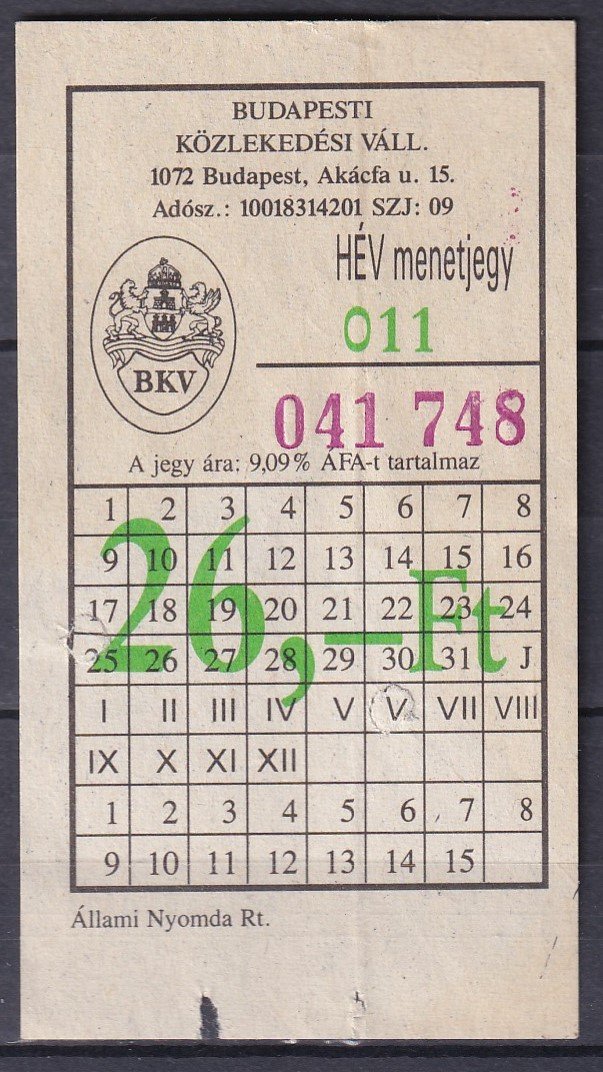 BUDAPESTI
KÖZLEKEDÉSI VÁLL.
1072 Budapest, Akácfa u. 15.
Adósz.: 10018314201 SZJ: 09
HÉV menetjegy
011
BKV
041 748
A jegy ára: 9,09% ÁFA-t tartalmaz
26,–Ft
1 2 3 4 5 6 7 8
9 10 11 12 13 14 15 16
17 18 19 20 21 22 23 24
25 26 27 28 29 30 31 J
I II III IV V V VII VIII
IX X XI XII
1 2 3 4 5 6 7 8
9 10 11 12 13 14 15
Állami Nyomda Rt.